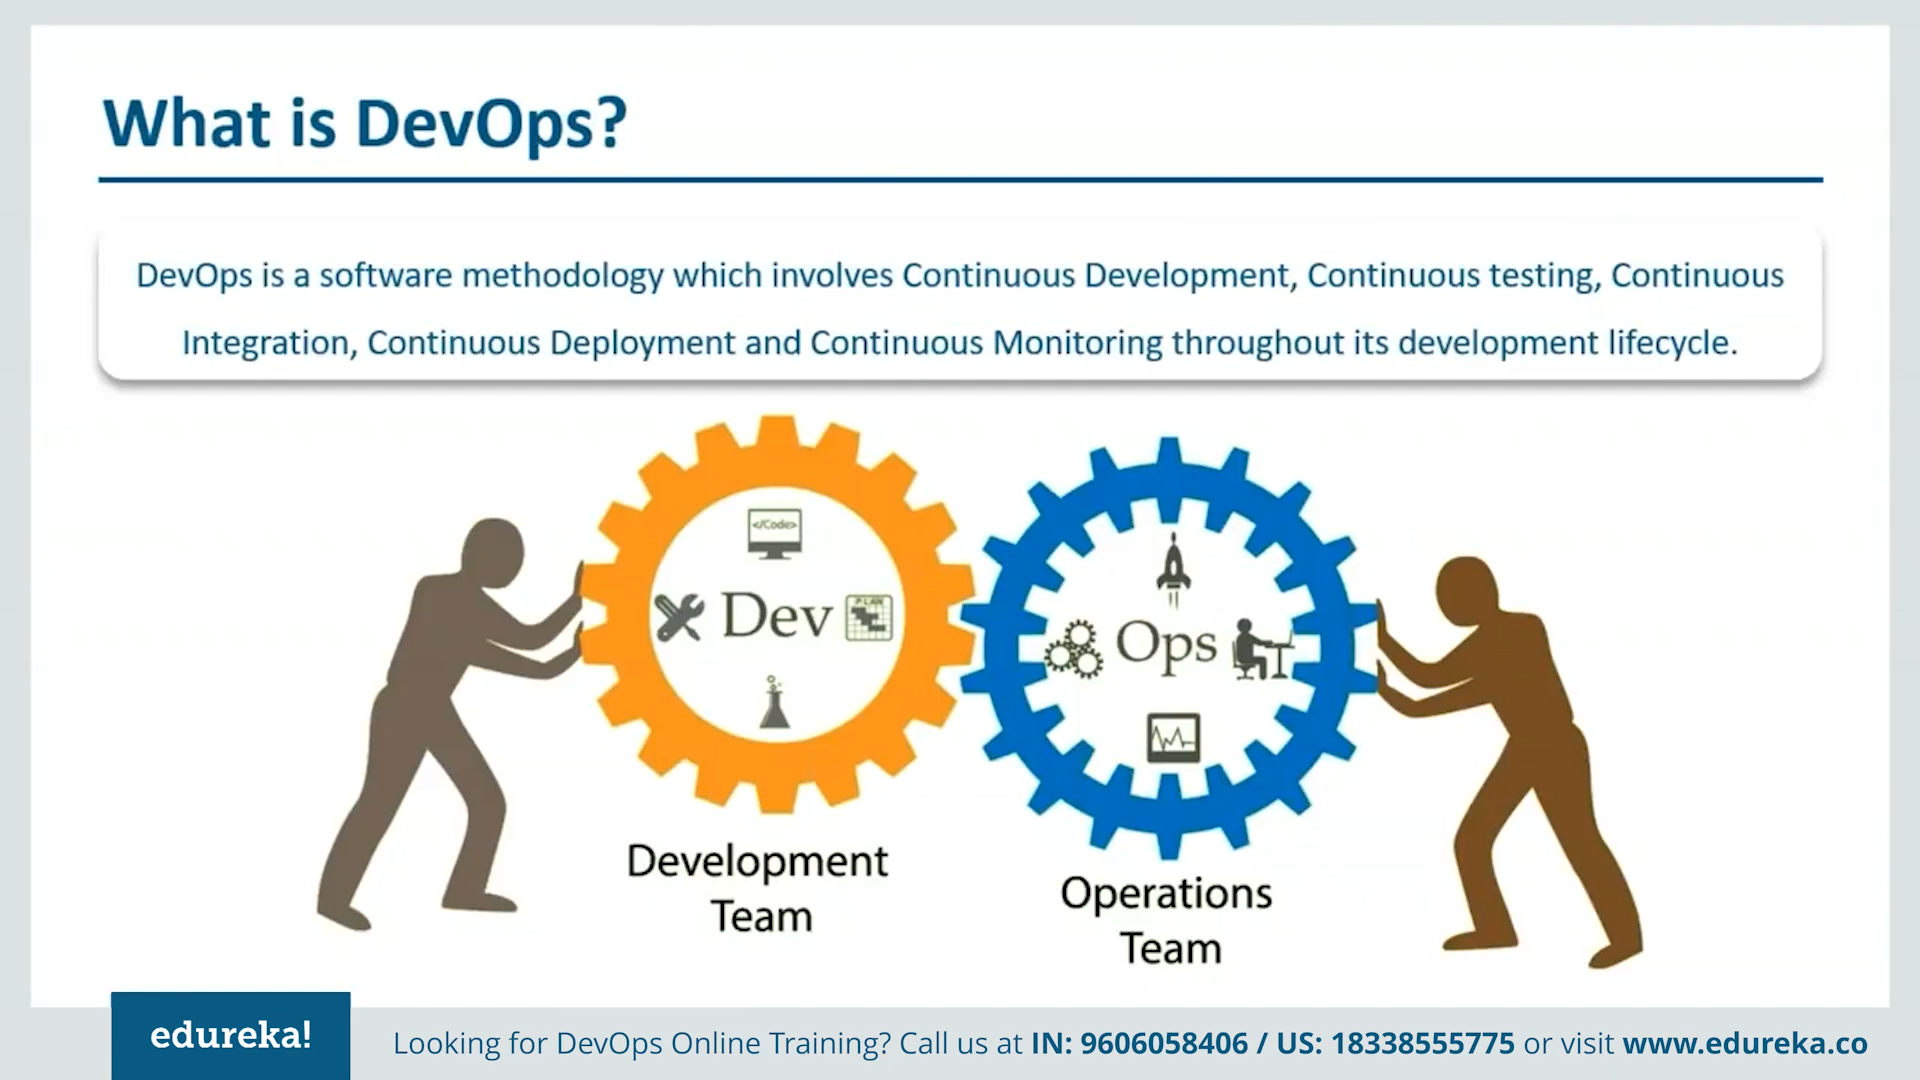 What is DevOps?
DevOps is a software methodology which involves Continuous Development, Continuous testing, Continuous
Integration, Continuous Deployment and Continuous Monitoring throughout its development lifecycle.
</Code>
Dev
PLAN
Ops
Development
Team
Operations
Team
edureka!
Looking for DevOps Online Training? Call us at IN: 9606058406 / US: 18338555775 or visit www.edureka.co